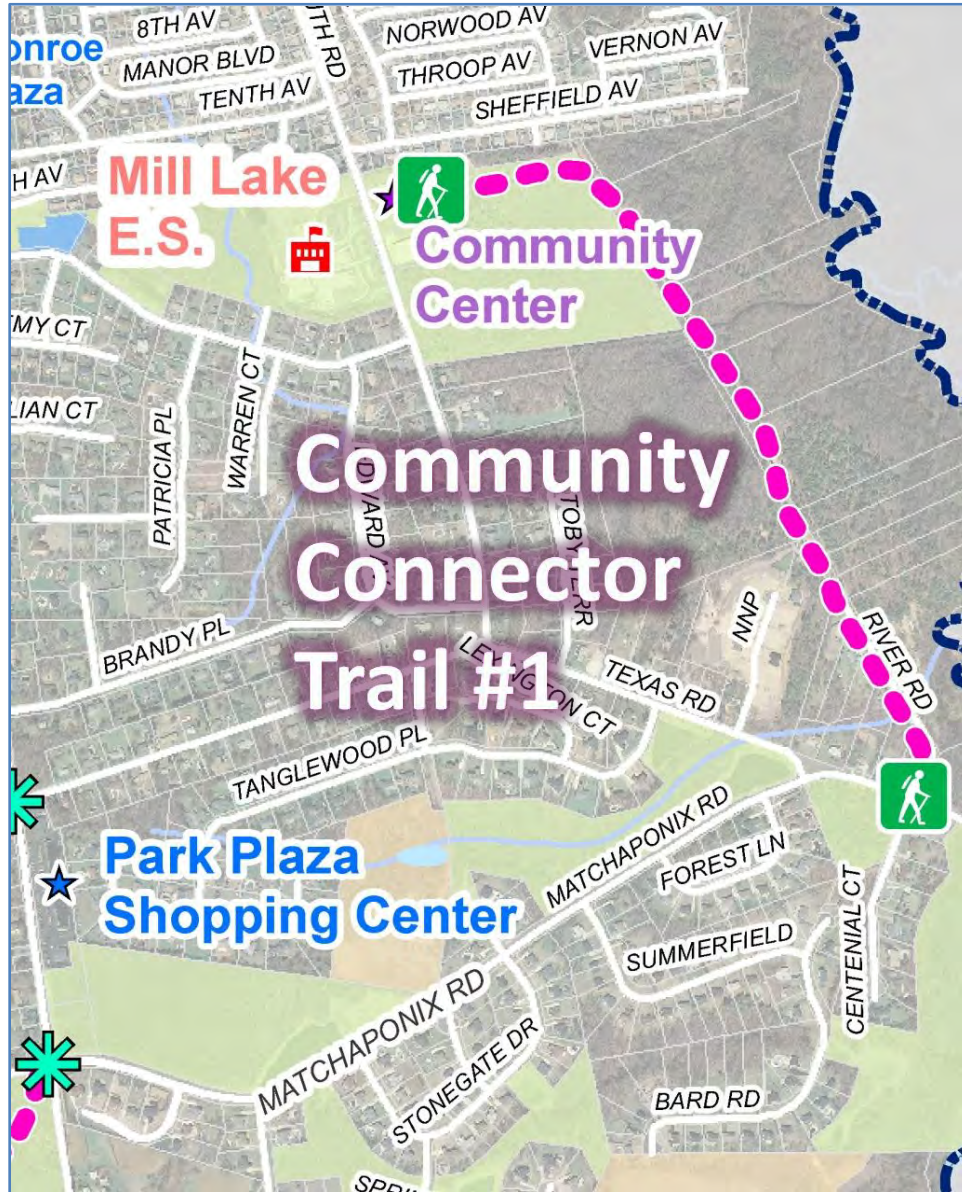 8TH AV
NORWOOD AV
VERNON AV
MANOR BLVD
THROOP AV
TENTH AV
SHEFFIELD AV
UTH RD
onroe
aza
H AV
Mill Lake
E.S.
Community
Center
EMY CT
LIAN CT
PATRICIA PL
WARREN CT
Community
Connector
Trail #1
BRANDY PL
NNP
RIVER RD
TEXAS RD
TANGLEWOOD PL
Park Plaza
Shopping Center
MATCHAPONIX RD
FOREST LN
SUMMERFIELD
CENTENIAL CT
MATCHAPONIX RD
STONEGATE DR
BARD RD